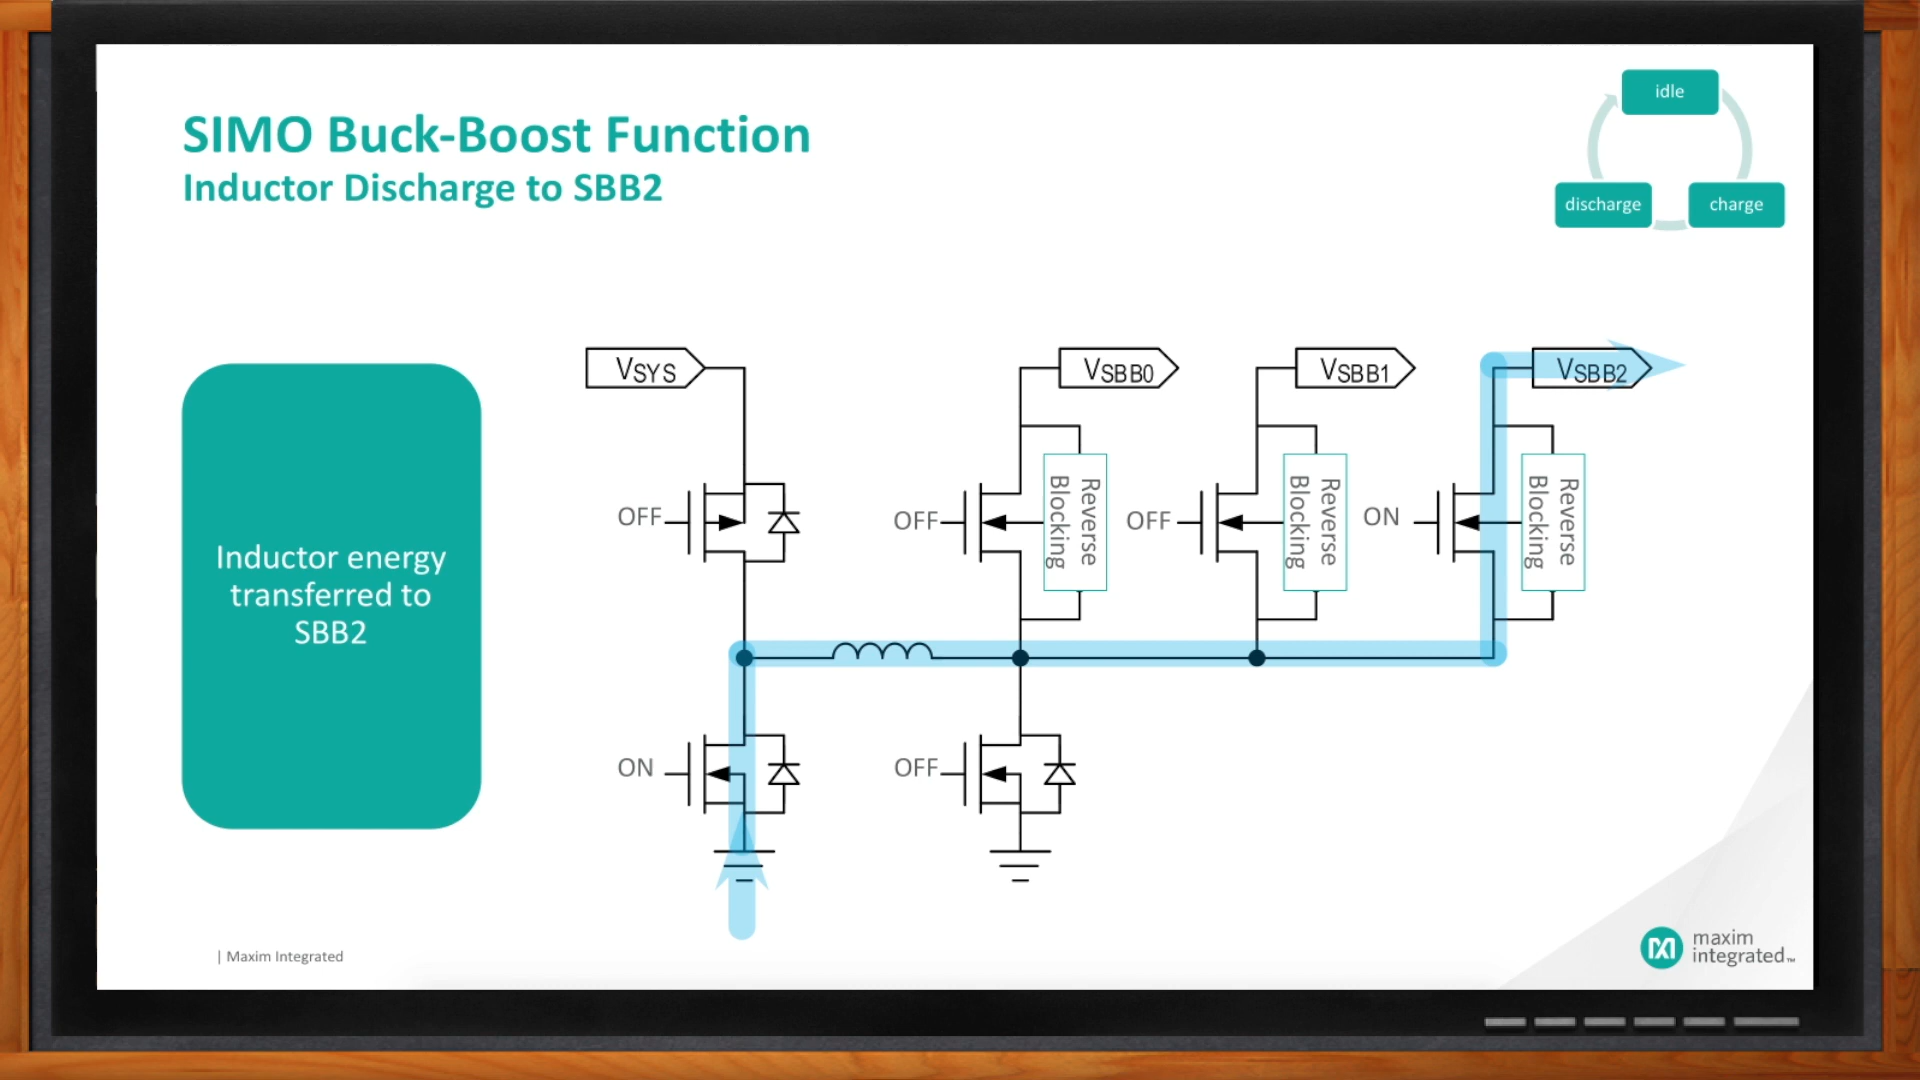 SIMO Buck-Boost Function
Inductor Discharge to SBB2
idle
discharge
charge
Inductor energy
transferred to
SBB2
VSYS
VSBB0
VSBB1
VSBB2
OFF
OFF
Reverse
Blocking
OFF
Reverse
Blocking
ON
Reverse
Blocking
ON
OFF
| Maxim Integrated
maxim
integrated™